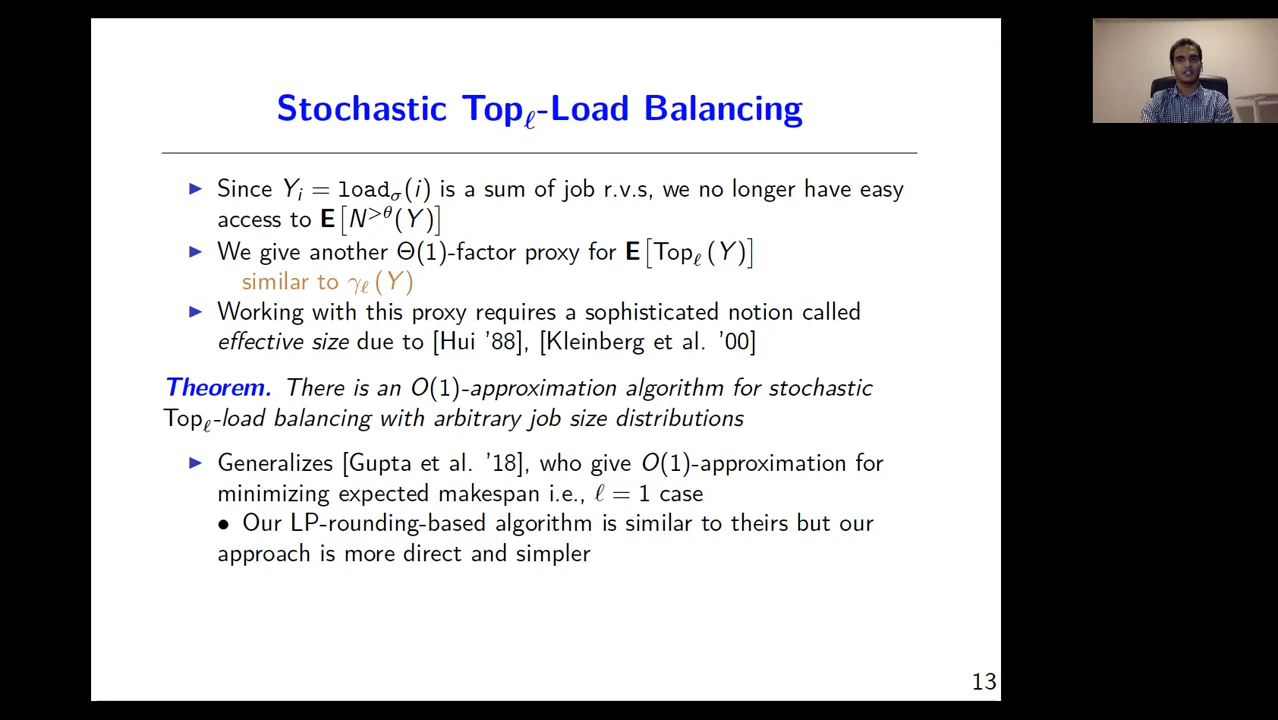 Stochastic Topℓ-Load Balancing
▶ Since Yᵢ = loadσ(i) is a sum of job r.v.s, we no longer have easy
access to E[N^{>θ}(Y)]
▶ We give another Θ(1)-factor proxy for E[Topℓ(Y)]
similar to γℓ(Y)
▶ Working with this proxy requires a sophisticated notion called
effective size due to [Hui '88], [Kleinberg et al. '00]
Theorem. There is an O(1)-approximation algorithm for stochastic
Topℓ-load balancing with arbitrary job size distributions
▶ Generalizes [Gupta et al. '18], who give O(1)-approximation for
minimizing expected makespan i.e., ℓ = 1 case
• Our LP-rounding-based algorithm is similar to theirs but our
approach is more direct and simpler
13